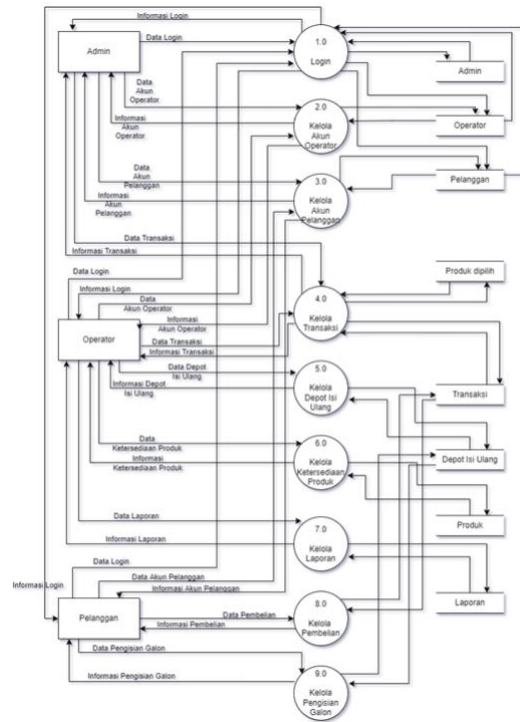 Informasi Login
Admin
Data Login
1.0
Login
Admin
Data
Akun
Operator
Informasi
Akun
Operator
2.0
Kelola
Akun
Operator
Operator
Data
Akun
Pelanggan
Informasi
Akun
Pelanggan
3.0
Kelola
Akun
Pelanggan
Pelanggan
Data Transaksi
Informasi Transaksi
Data Login
Informasi Login
Data
Akun Operator
Informasi
Akun Operator
Operator
Data Transaksi
Informasi Transaksi
4.0
Kelola
Transaksi
Produk dipilih
Data Depot
Isi Ulang
Informasi Depot
Isi Ulang
5.0
Kelola
Depot Isi
Ulang
Transaksi
Data
Ketersediaan Produk
Informasi
Ketersediaan Produk
6.0
Kelola
Ketersediaan
Produk
Depot Isi Ulang
Produk
Data Laporan
Informasi Laporan
7.0
Kelola
Laporan
Laporan
Data Login
Informasi Login
Data Akun Pelanggan
Informasi Akun Pelanggan
Pelanggan
Data Pembelian
Informasi Pembelian
8.0
Kelola
Pembelian
Data Pengisian Galon
Informasi Pengisian Galon
9.0
Kelola
Pengisian
Galon